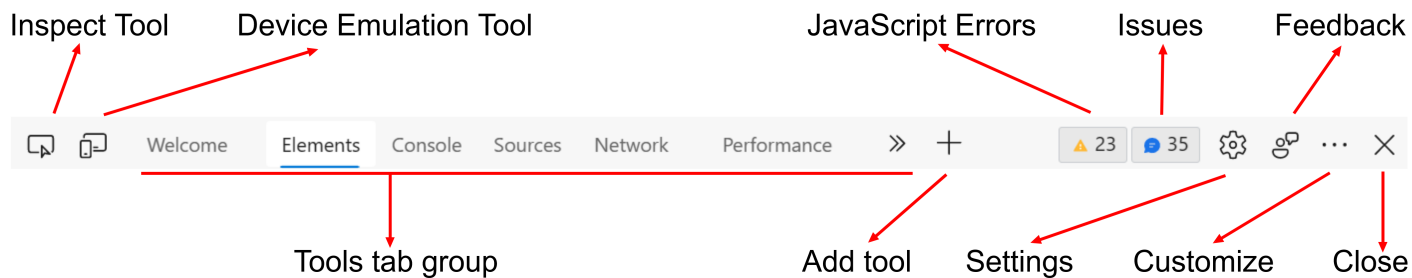 Inspect Tool Device Emulation Tool JavaScript Errors Issues Feedback
Welcome Elements Console Sources Network Performance 23 35
Tools tab group Add tool Settings Customize Close